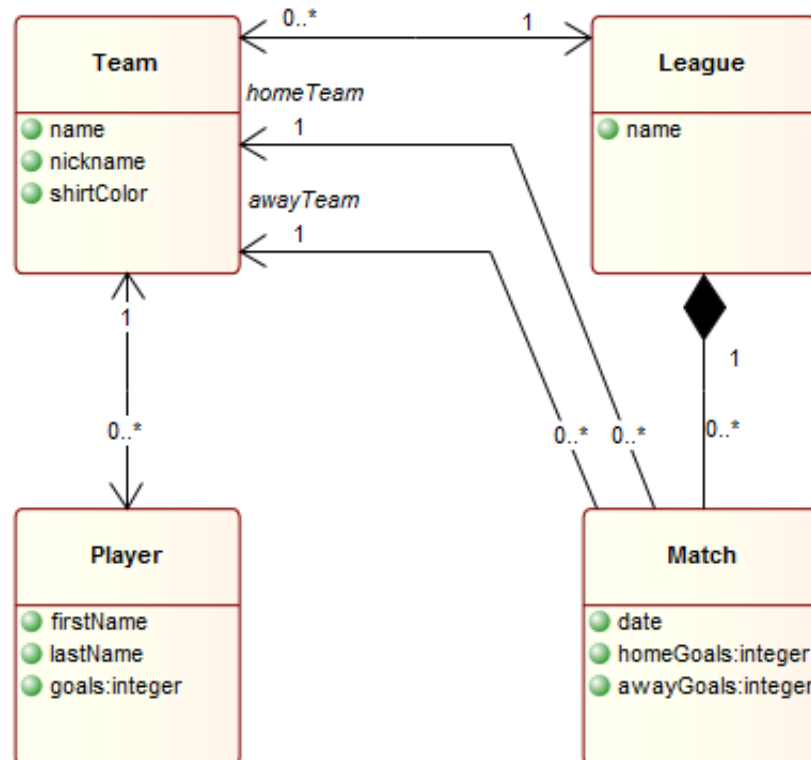 Team
name
nickname
shirtColor
0..*
1
League
name
homeTeam
1
awayTeam
1
1
0..*
0..*
0..*
1
0..*
Player
firstName
lastName
goals:integer
Match
date
homeGoals:integer
awayGoals:integer